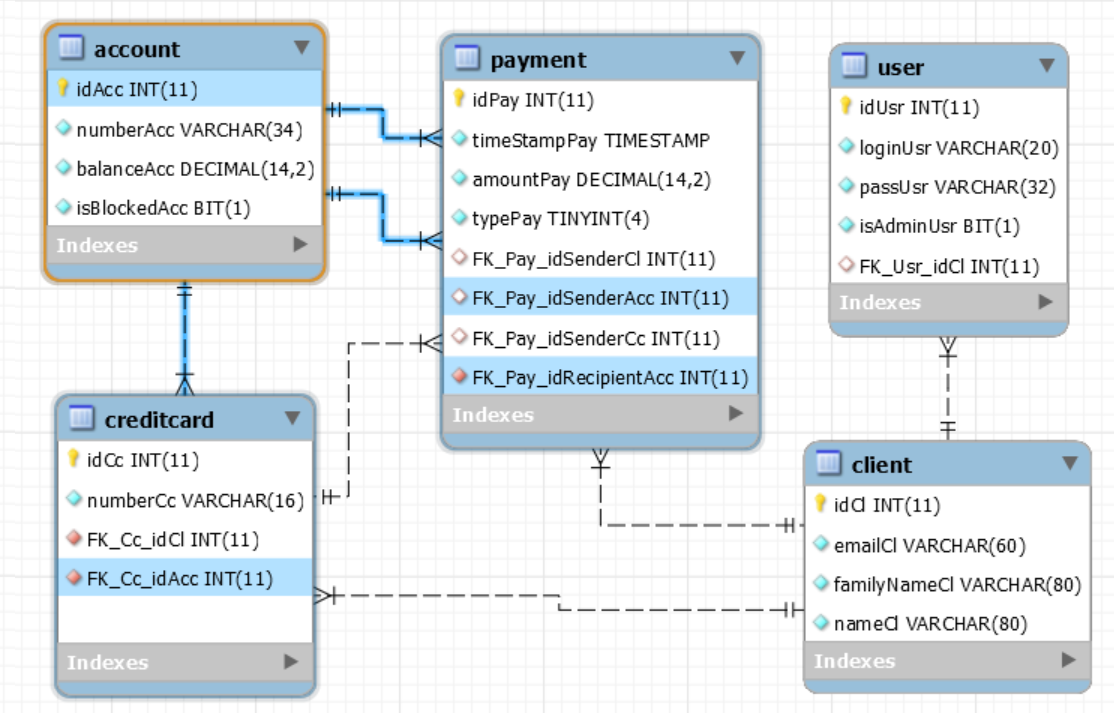 account
idAcc INT(11)
numberAcc VARCHAR(34)
balanceAcc DECIMAL(14,2)
isBlockedAcc BIT(1)
Indexes
payment
idPay INT(11)
timeStampPay TIMESTAMP
amountPay DECIMAL(14,2)
typePay TINYINT(4)
FK_Pay_idSenderCl INT(11)
FK_Pay_idSenderAcc INT(11)
FK_Pay_idSenderCc INT(11)
FK_Pay_idRecipientAcc INT(11)
Indexes
user
idUsr INT(11)
loginUsr VARCHAR(20)
passUsr VARCHAR(32)
isAdminUsr BIT(1)
FK_Usr_idCl INT(11)
Indexes
creditcard
idCc INT(11)
numberCc VARCHAR(16)
FK_Cc_idCl INT(11)
FK_Cc_idAcc INT(11)
Indexes
client
idCl INT(11)
emailCl VARCHAR(60)
familyNameCl VARCHAR(80)
nameCl VARCHAR(80)
Indexes